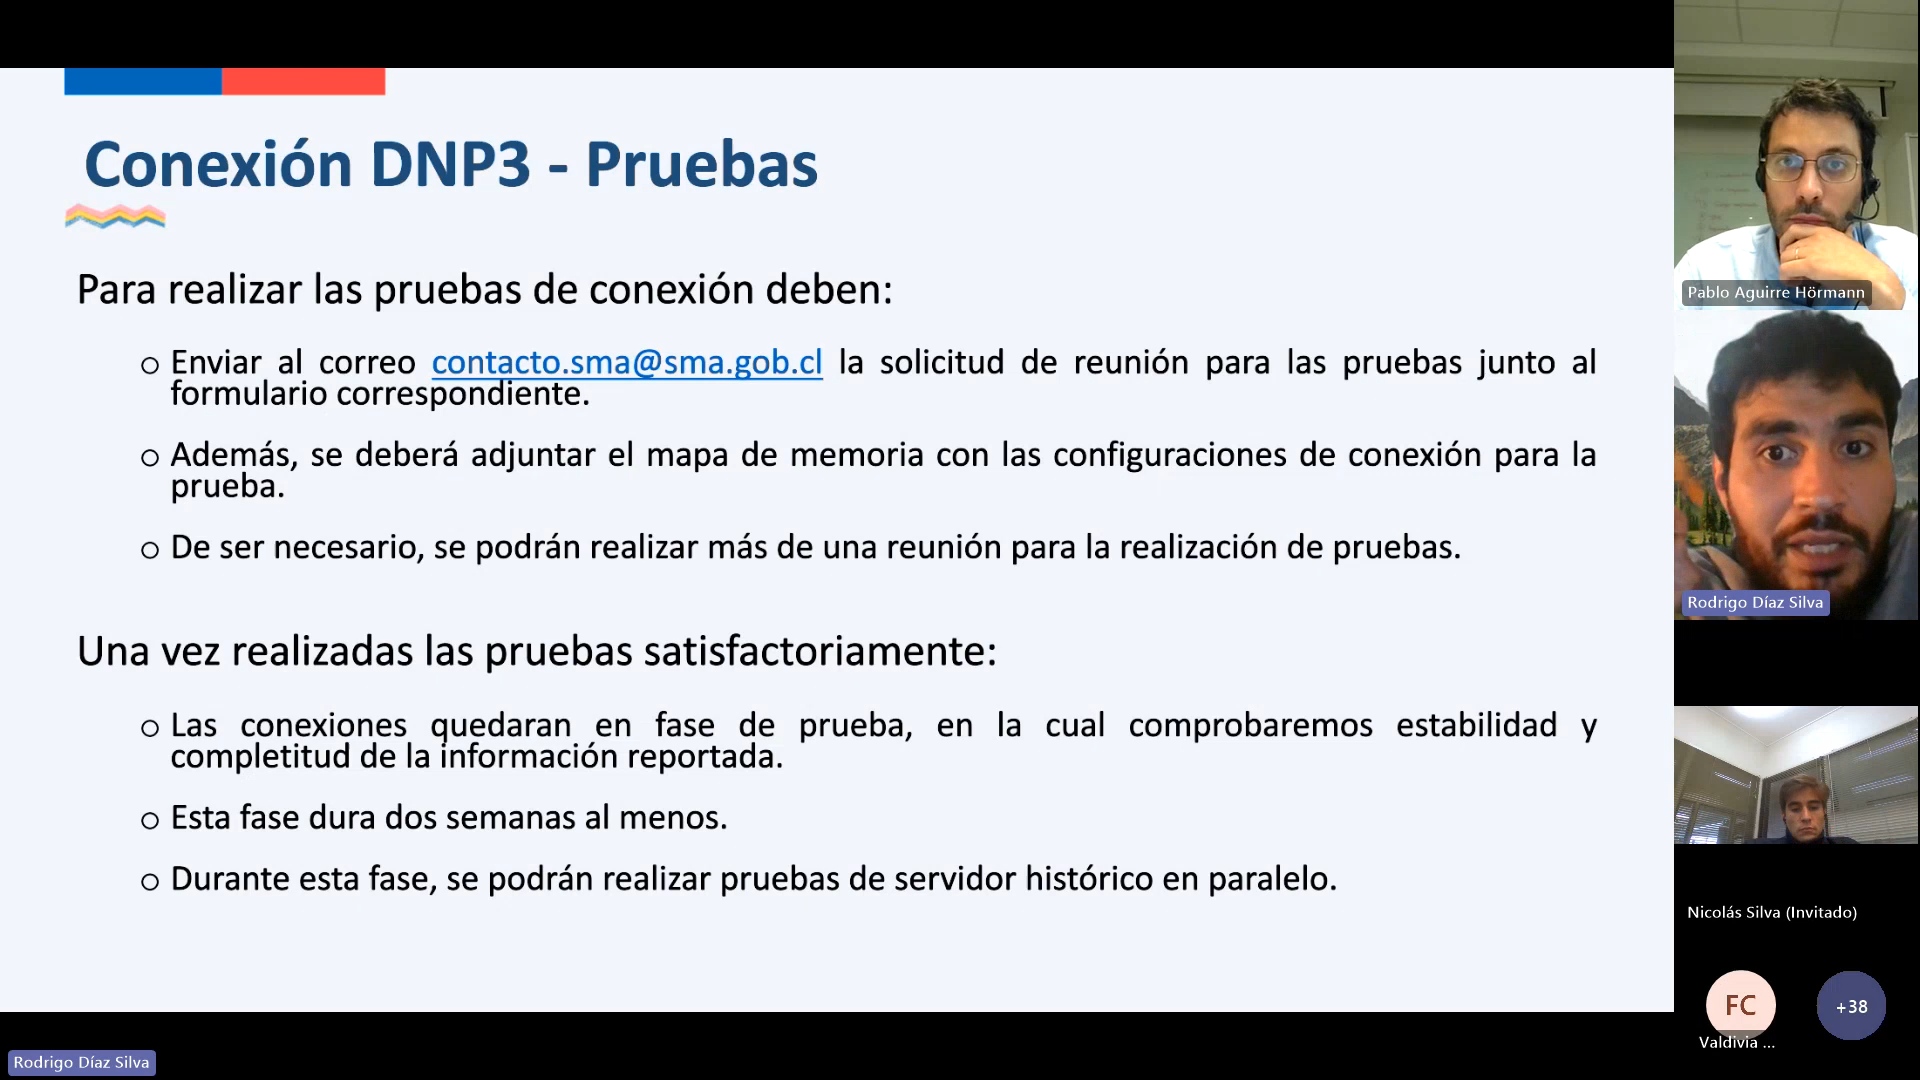 Conexión DNP3 - Pruebas
Para realizar las pruebas de conexión deben:
o Enviar al correo contacto.sma@sma.gob.cl la solicitud de reunión para las pruebas junto al
formulario correspondiente.
o Además, se deberá adjuntar el mapa de memoria con las configuraciones de conexión para la
prueba.
o De ser necesario, se podrán realizar más de una reunión para la realización de pruebas.
Una vez realizadas las pruebas satisfactoriamente:
o Las conexiones quedaran en fase de prueba, en la cual comprobaremos estabilidad y
completitud de la información reportada.
o Esta fase dura dos semanas al menos.
o Durante esta fase, se podrán realizar pruebas de servidor histórico en paralelo.
Rodrigo Díaz Silva
Pablo Aguirre Hörmann
Rodrigo Díaz Silva
Nicolás Silva (Invitado)
FC
+38
Valdivia ...